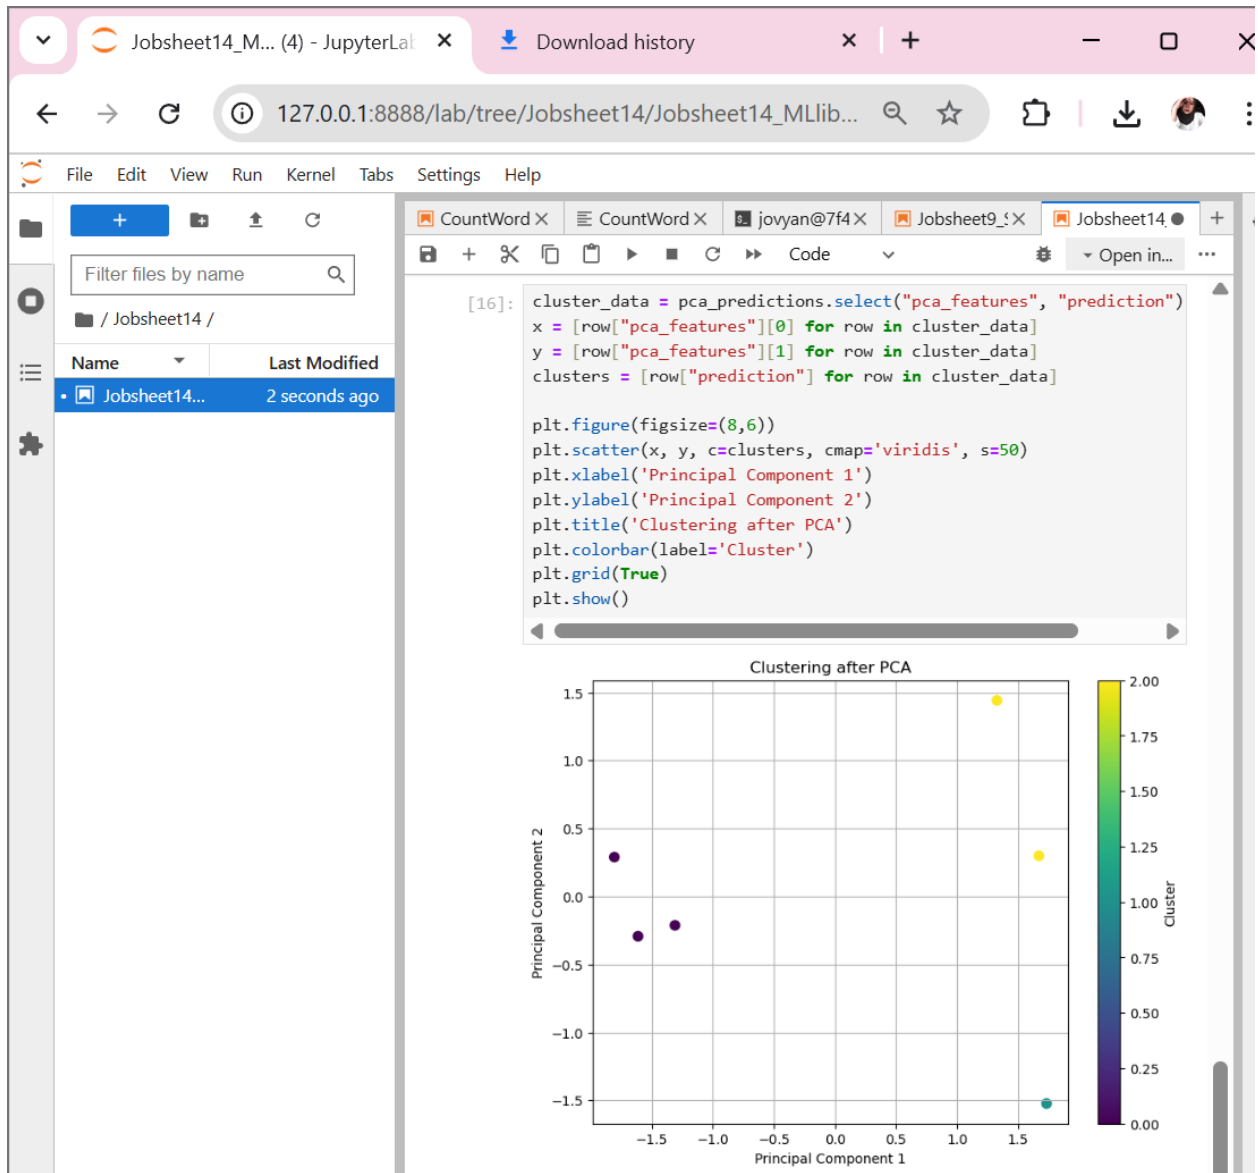 Jobsheet14_M... (4) - JupyterLab
Download history
127.0.0.1:8888/lab/tree/Jobsheet14/Jobsheet14_MLlib...
File Edit View Run Kernel Tabs Settings Help
Filter files by name
/ Jobsheet14 /
Name Last Modified
Jobsheet14... 2 seconds ago
CountWord CountWord jovyan@7f4 Jobsheet9_S Jobsheet14_
Code Open in...
[16]:
cluster_data = pca_predictions.select("pca_features", "prediction")
x = [row["pca_features"][0] for row in cluster_data]
y = [row["pca_features"][1] for row in cluster_data]
clusters = [row["prediction"] for row in cluster_data]
plt.figure(figsize=(8,6))
plt.scatter(x, y, c=clusters, cmap='viridis', s=50)
plt.xlabel('Principal Component 1')
plt.ylabel('Principal Component 2')
plt.title('Clustering after PCA')
plt.colorbar(label='Cluster')
plt.grid(True)
plt.show()
Clustering after PCA
1.5
1.0
0.5
0.0
−0.5
−1.0
−1.5
Principal Component 2
−1.5 −1.0 −0.5 0.0 0.5 1.0 1.5
Principal Component 1
2.00
1.75
1.50
1.25
1.00
0.75
0.50
0.25
0.00
Cluster